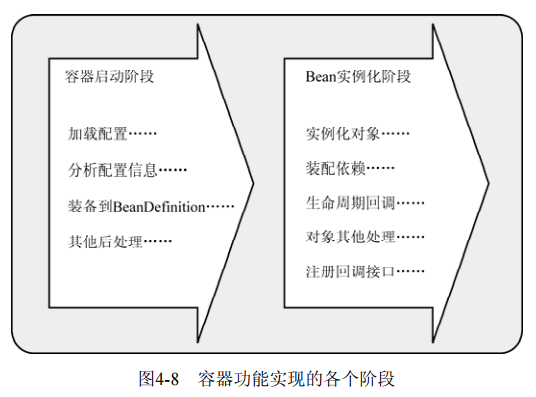 容器启动阶段
加载配置……
分析配置信息……
装备到BeanDefinition……
其他后处理……
Bean实例化阶段
实例化对象……
装配依赖……
生命周期回调……
对象其他处理……
注册回调接口……
图4-8 容器功能实现的各个阶段